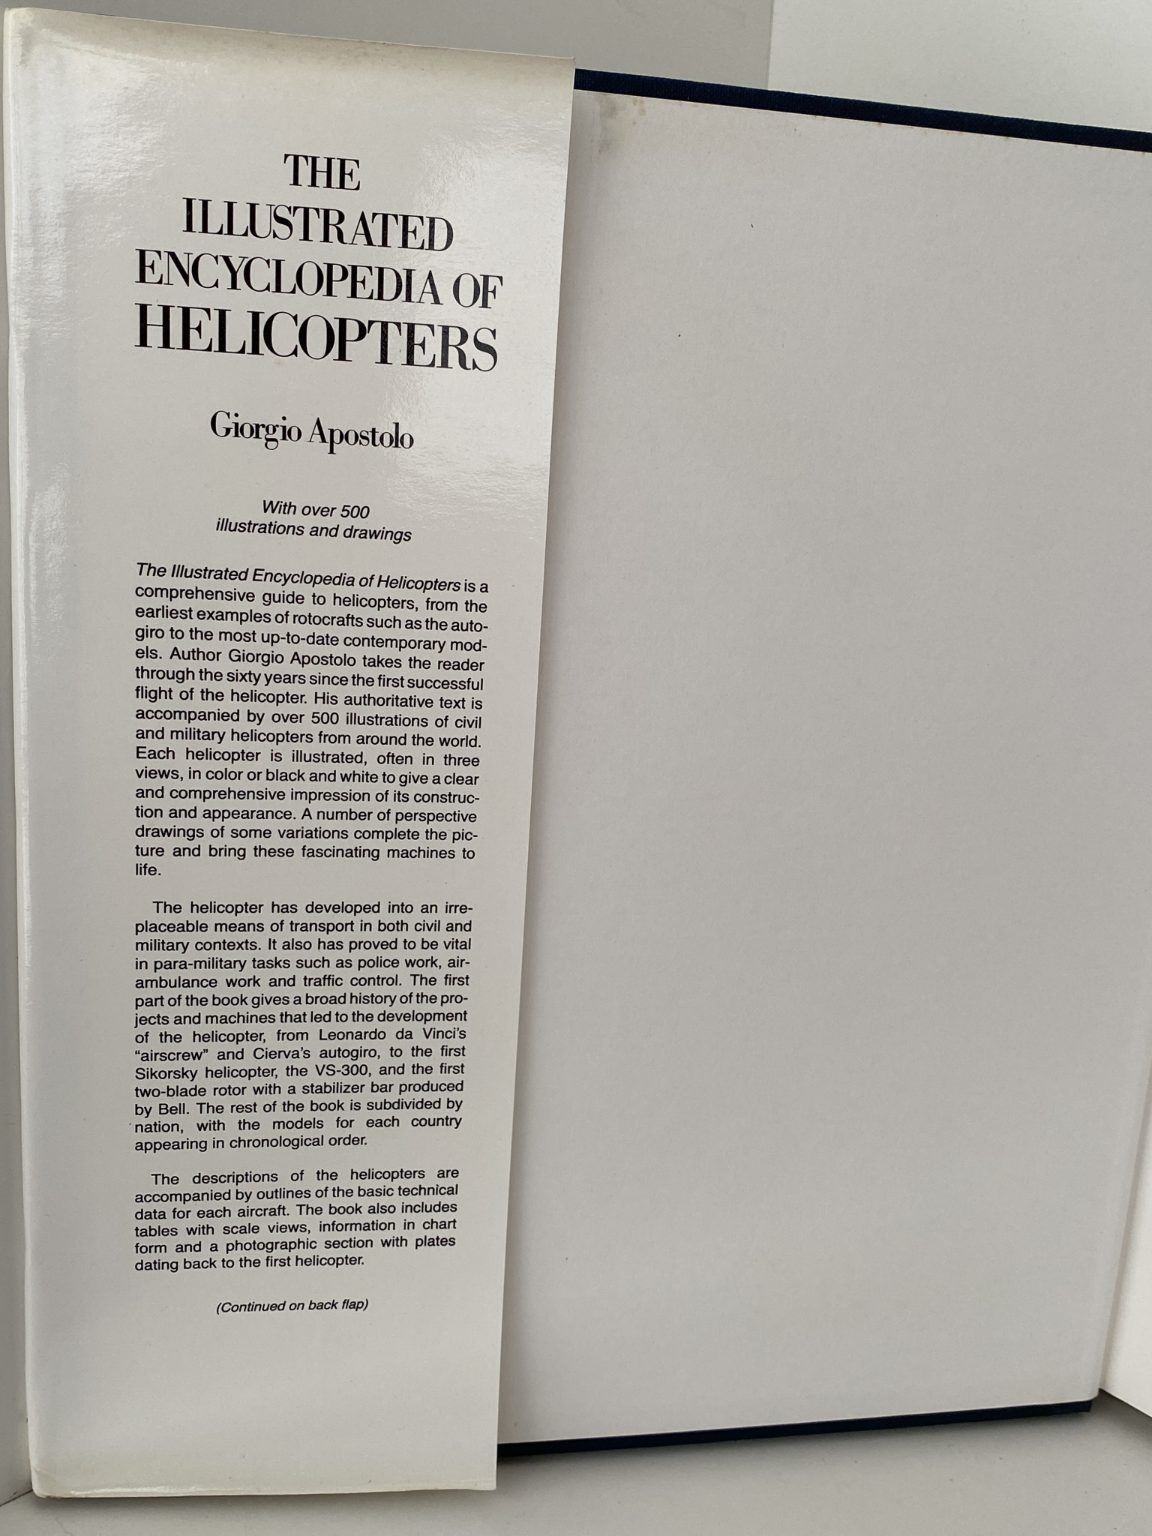 THE
ILLUSTRATED
ENCYCLOPEDIA OF
HELICOPTERS
Giorgio Apostolo
With over 500
illustrations and drawings
The Illustrated Encyclopedia of Helicopters is a
comprehensive guide to helicopters, from the
earliest examples of rotocrafts such as the auto-
giro to the most up-to-date contemporary mod-
els. Author Giorgio Apostolo takes the reader
through the sixty years since the first successful
flight of the helicopter. His authoritative text is
accompanied by over 500 illustrations of civil
and military helicopters from around the world.
Each helicopter is illustrated, often in three
views, in color or black and white to give a clear
and comprehensive impression of its construc-
tion and appearance. A number of perspective
drawings of some variations complete the pic-
ture and bring these fascinating machines to
life.
The helicopter has developed into an irre-
placeable means of transport in both civil and
military contexts. It also has proved to be vital
in para-military tasks such as police work, air-
ambulance work and traffic control. The first
part of the book gives a broad history of the pro-
jects and machines that led to the development
of the helicopter, from Leonardo da Vinci's
"airscrew" and Cierva's autogiro, to the first
Sikorsky helicopter, the VS-300, and the first
two-blade rotor with a stabilizer bar produced
by Bell. The rest of the book is subdivided by
nation, with the models for each country
appearing in chronological order.
The descriptions of the helicopters are
accompanied by outlines of the basic technical
data for each aircraft. The book also includes
tables with scale views, information in chart
form and a photographic section with plates
dating back to the first helicopter.
(Continued on back flap)